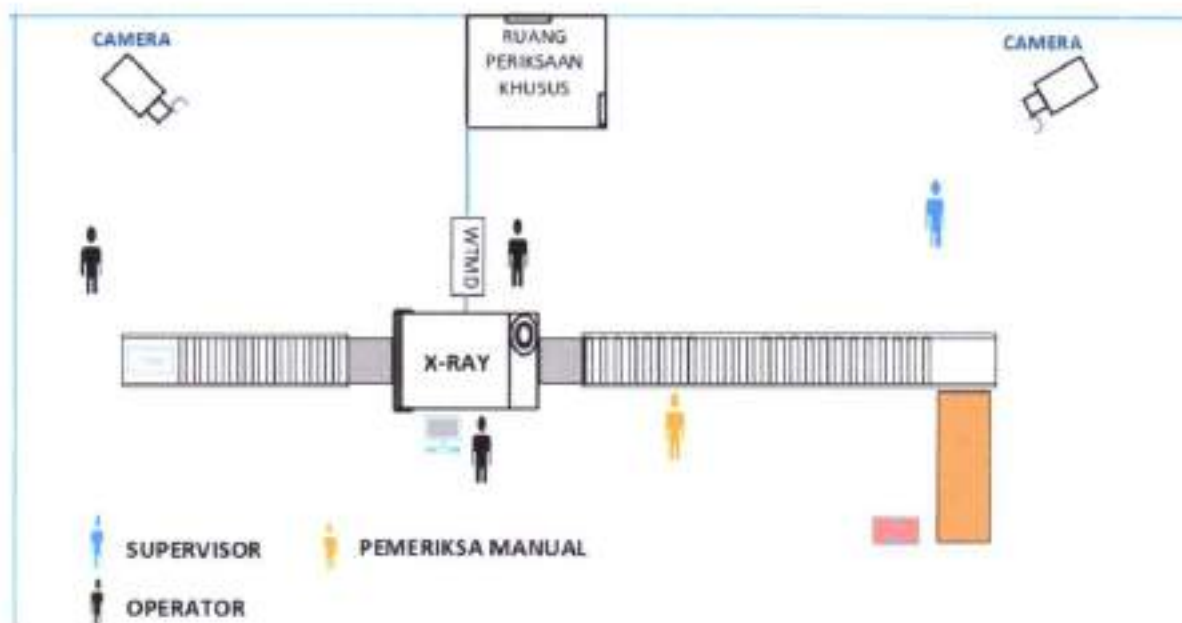 CAMERA
RUANG
PERIKSAAN
KHUSUS
CAMERA
WTMD
X-RAY
SUPERVISOR
PEMERIKSA MANUAL
OPERATOR